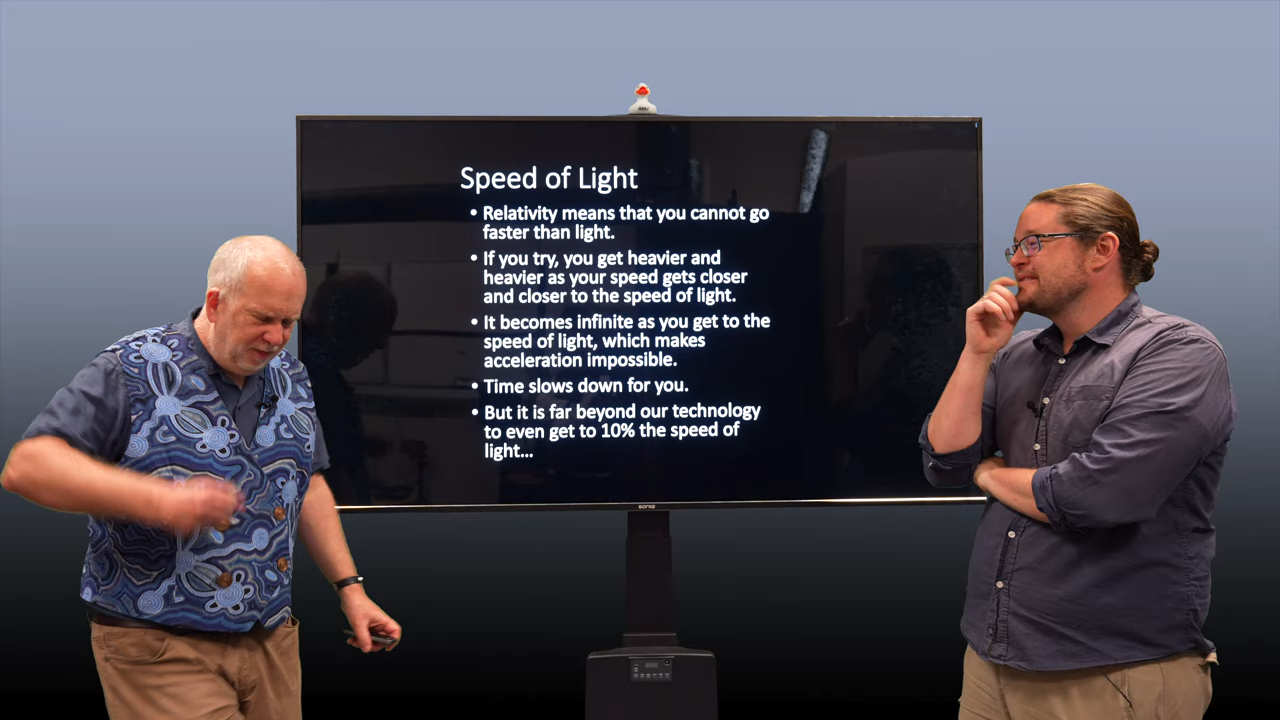 ANU
Speed of Light
• Relativity means that you cannot go
faster than light.
• If you try, you get heavier and
heavier as your speed gets closer
and closer to the speed of light.
• It becomes infinite as you get to the
speed of light, which makes
acceleration impossible.
• Time slows down for you.
• But it is far beyond our technology
to even get to 10% the speed of
light...
soniq